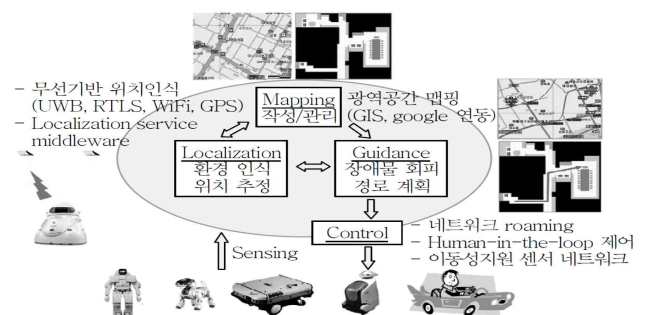 - 무선기반 위치인식
(UWB, RTLS, WiFi, GPS)
- Localization service
middleware
Mapping
작성/관리
광역공간 맵핑
(GIS, google 연동)
Localization
환경 인식
위치 추정
Guidance
장애물 회피
경로 계획
Control
Sensing
- 네트워크 roaming
- Human-in-the-loop 제어
- 이동성지원 센서 네트워크